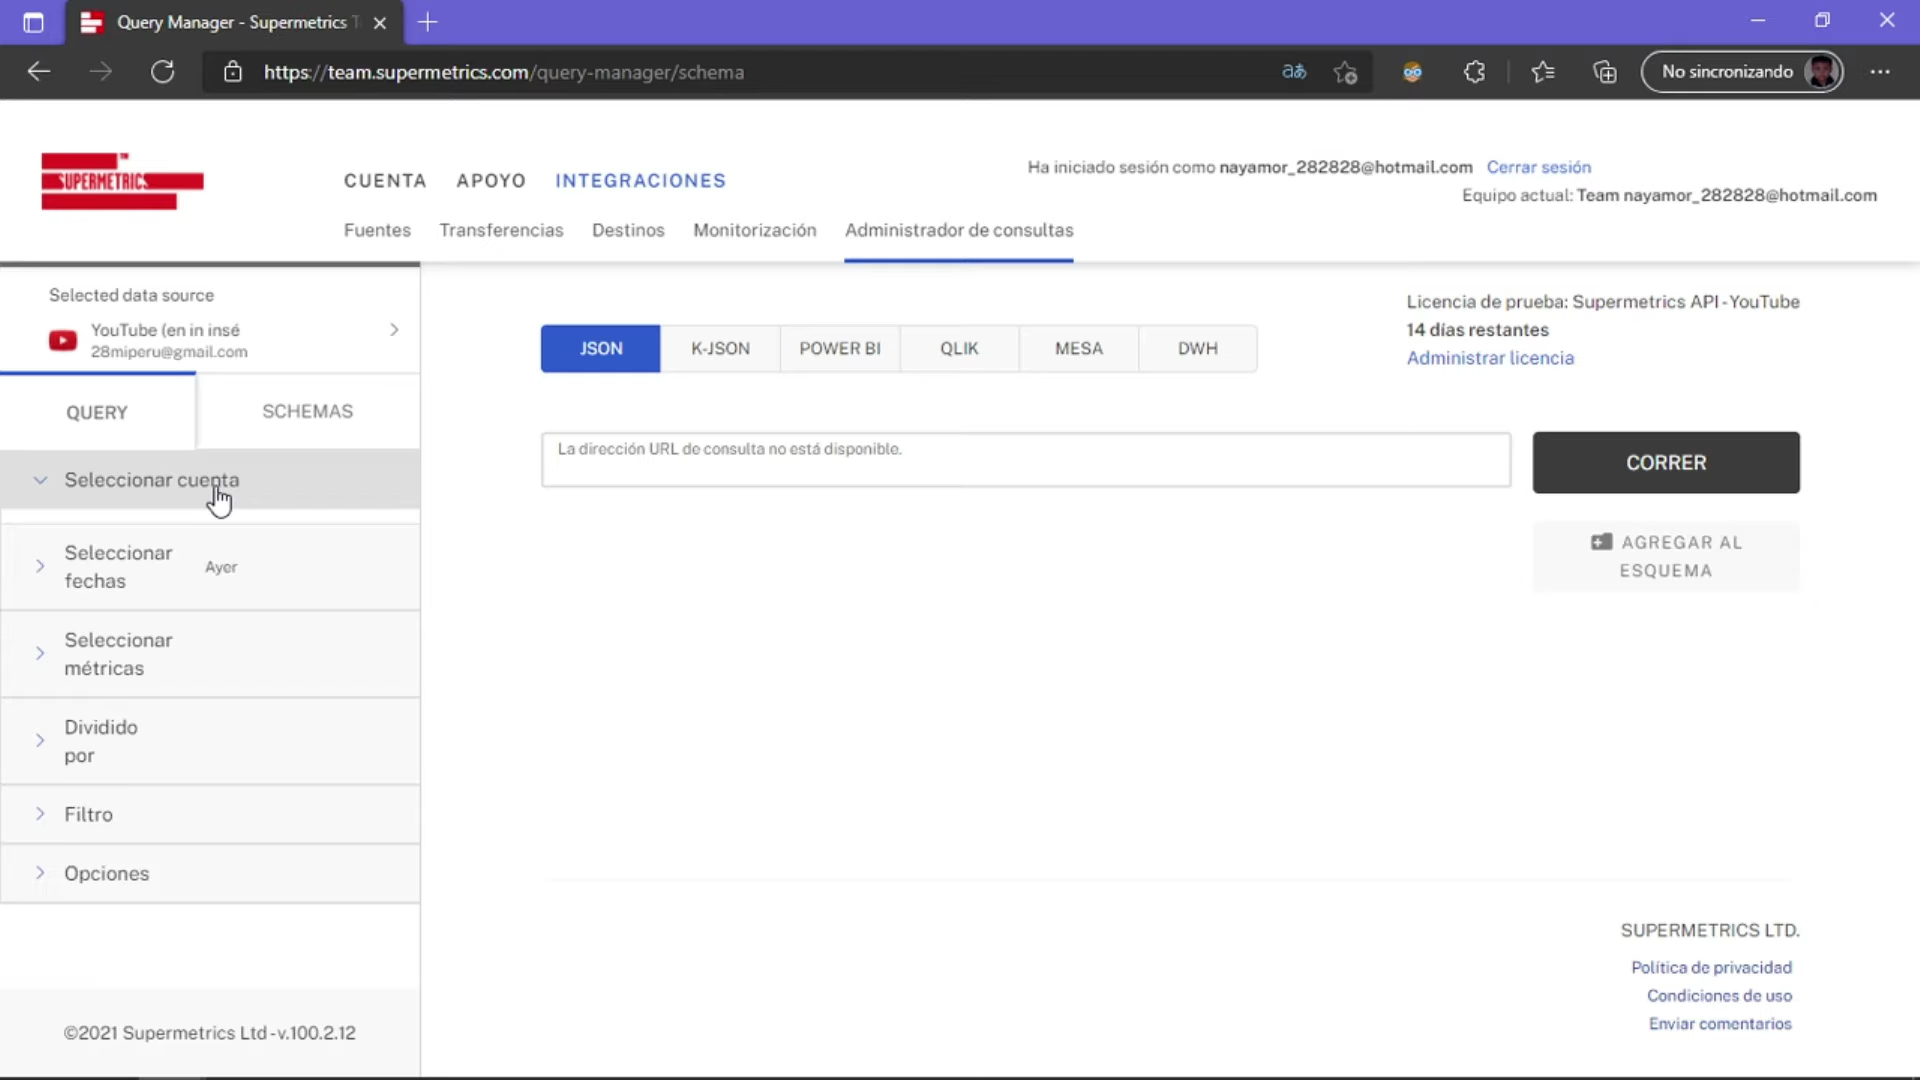 Query Manager - Supermetrics T
https://team.supermetrics.com/query-manager/schema
aあ
No sincronizando
SUPERMETRICS™
CUENTA
APOYO
INTEGRACIONES
Ha iniciado sesión como nayamor_282828@hotmail.com Cerrar sesión
Equipo actual: Team nayamor_282828@hotmail.com
Fuentes
Transferencias
Destinos
Monitorización
Administrador de consultas
Selected data source
YouTube (en in insé
28miperu@gmail.com
QUERY
SCHEMAS
Seleccionar cuenta
Seleccionar
fechas
Ayer
Seleccionar
métricas
Dividido
por
Filtro
Opciones
©2021 Supermetrics Ltd - v.100.2.12
JSON
K-JSON
POWER BI
QLIK
MESA
DWH
Licencia de prueba: Supermetrics API - YouTube
14 días restantes
Administrar licencia
La dirección URL de consulta no está disponible.
CORRER
AGREGAR AL
ESQUEMA
SUPERMETRICS LTD.
Política de privacidad
Condiciones de uso
Enviar comentarios